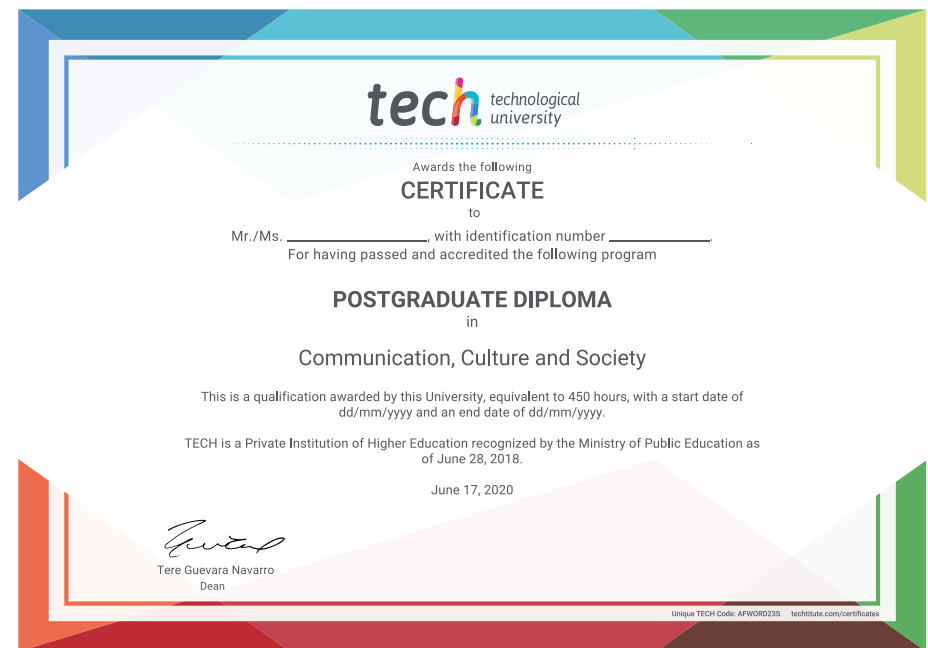 tech technological
university
Awards the following
CERTIFICATE
to
Mr./Ms. ____________________, with identification number ______________.
For having passed and accredited the following program
POSTGRADUATE DIPLOMA
in
Communication, Culture and Society
This is a qualification awarded by this University, equivalent to 450 hours, with a start date of
dd/mm/yyyy and an end date of dd/mm/yyyy.
TECH is a Private Institution of Higher Education recognized by the Ministry of Public Education as
of June 28, 2018.
June 17, 2020
Tere Guevara Navarro
Dean
Unique TECH Code: AFWORD23S techtitute.com/certificates